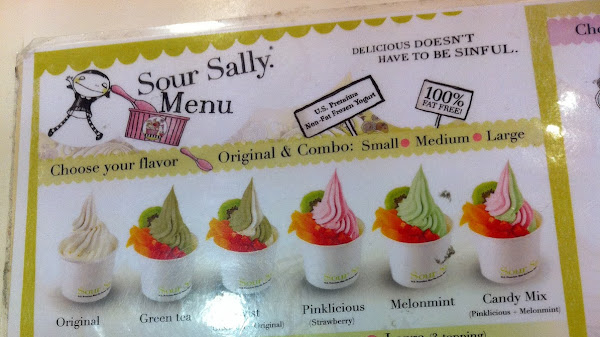 Sour Sally.®
Menu
DELICIOUS DOESN'T
HAVE TO BE SINFUL.
U.S. Premium
Non-Fat Frozen Yogurt
100%
FAT FREE!
Choose your flavor
Original & Combo: Small Medium Large
Original
Green tea
Original)
Pinklicious
(Strawberry)
Melonmint
Candy Mix
(Pinklicious + Melonmint)